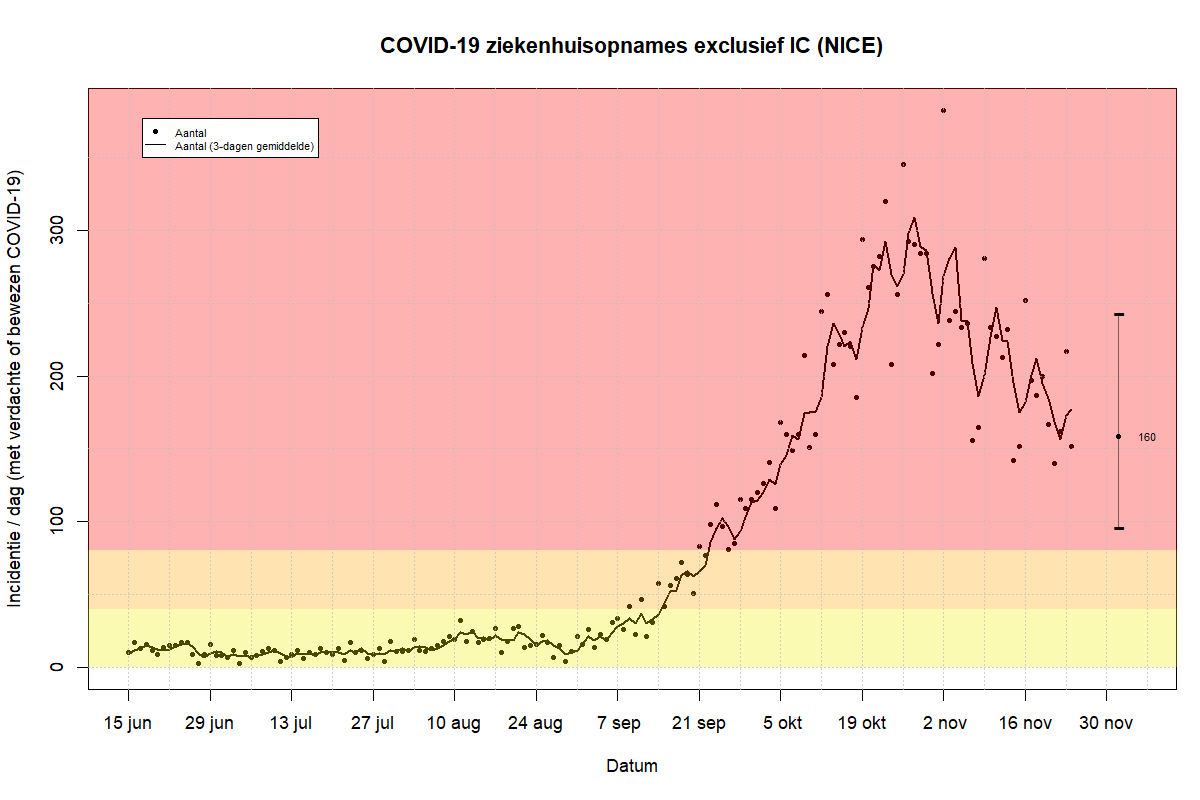 COVID-19 ziekenhuisopnames exclusief IC (NICE)
Aantal
Aantal (3-dagen gemiddelde)
Incidentie / dag (met verdachte of bewezen COVID-19)
300
200
100
0
160
15 jun 29 jun 13 jul 27 jul 10 aug 24 aug 7 sep 21 sep 5 okt 19 okt 2 nov 16 nov 30 nov
Datum